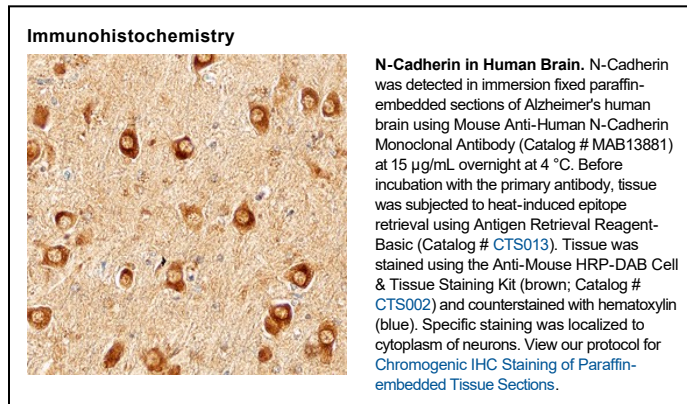 Immunohistochemistry
N-Cadherin in Human Brain. N-Cadherin
was detected in immersion fixed paraffin-
embedded sections of Alzheimer's human
brain using Mouse Anti-Human N-Cadherin
Monoclonal Antibody (Catalog # MAB13881)
at 15 µg/mL overnight at 4 °C. Before
incubation with the primary antibody, tissue
was subjected to heat-induced epitope
retrieval using Antigen Retrieval Reagent-
Basic (Catalog # CTS013). Tissue was
stained using the Anti-Mouse HRP-DAB Cell
& Tissue Staining Kit (brown; Catalog #
CTS002) and counterstained with hematoxylin
(blue). Specific staining was localized to
cytoplasm of neurons. View our protocol for
Chromogenic IHC Staining of Paraffin-
embedded Tissue Sections.